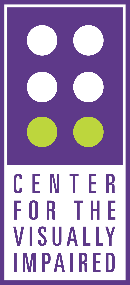 CENTER
FOR THE
VISUALLY
IMPAIRED